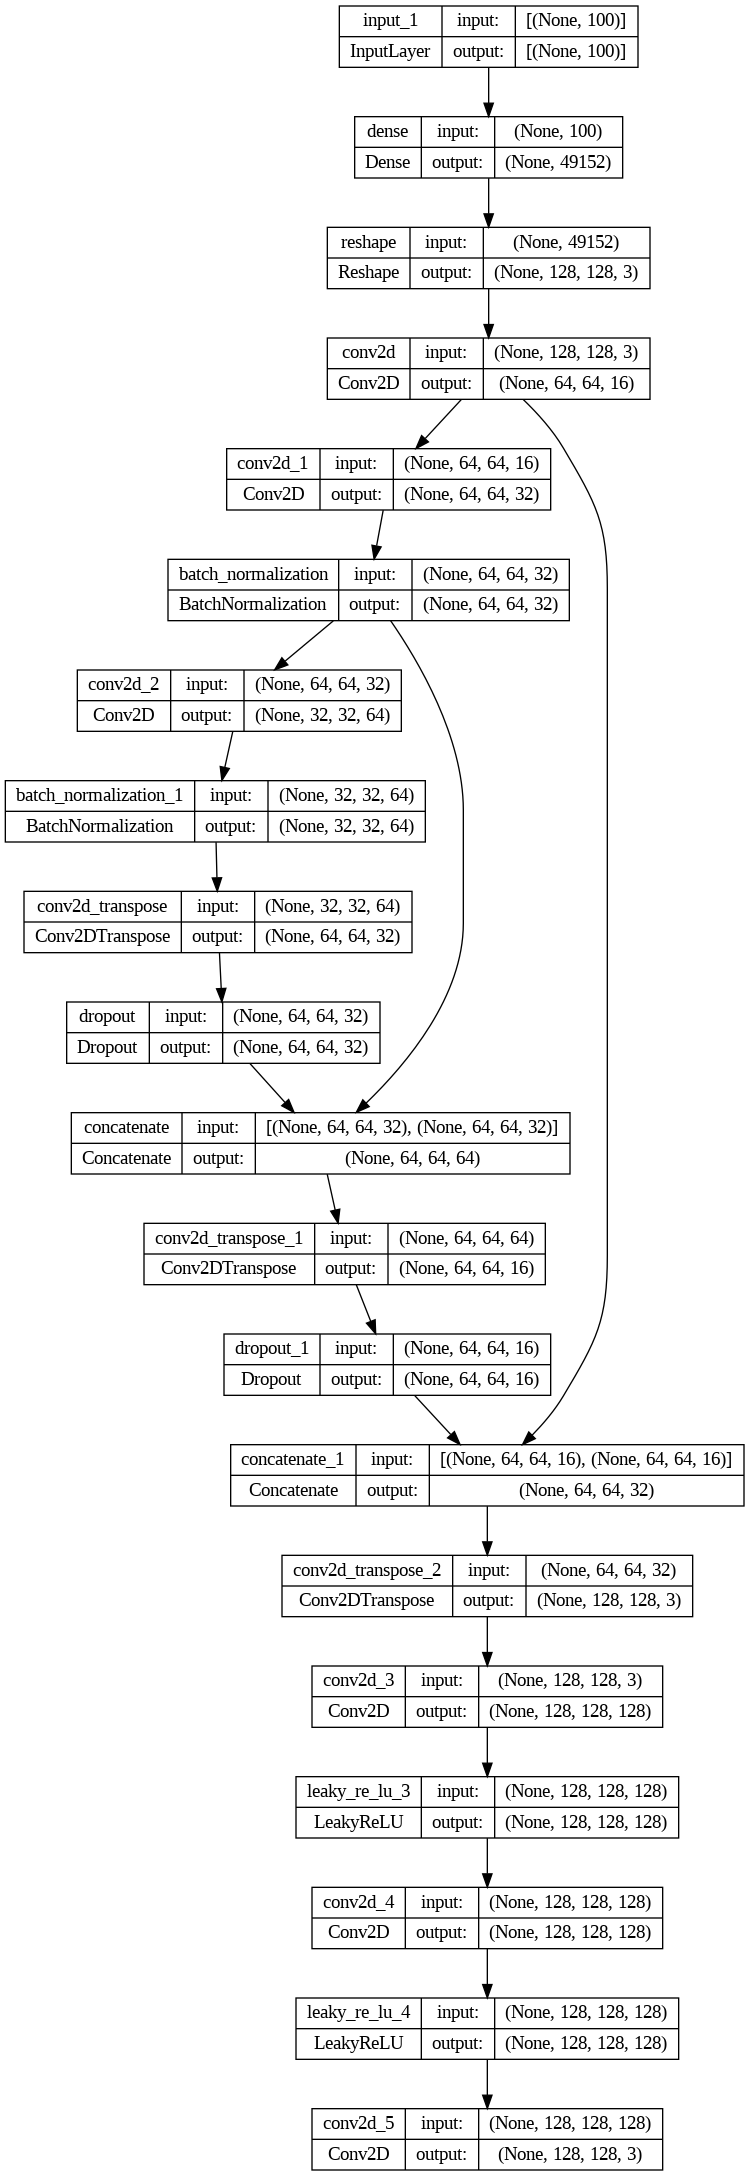 input_1 input: [(None, 100)]
InputLayer output: [(None, 100)]
dense input: (None, 100)
Dense output: (None, 49152)
reshape input: (None, 49152)
Reshape output: (None, 128, 128, 3)
conv2d input: (None, 128, 128, 3)
Conv2D output: (None, 64, 64, 16)
conv2d_1 input: (None, 64, 64, 16)
Conv2D output: (None, 64, 64, 32)
batch_normalization input: (None, 64, 64, 32)
BatchNormalization output: (None, 64, 64, 32)
conv2d_2 input: (None, 64, 64, 32)
Conv2D output: (None, 32, 32, 64)
batch_normalization_1 input: (None, 32, 32, 64)
BatchNormalization output: (None, 32, 32, 64)
conv2d_transpose input: (None, 32, 32, 64)
Conv2DTranspose output: (None, 64, 64, 32)
dropout input: (None, 64, 64, 32)
Dropout output: (None, 64, 64, 32)
concatenate input: [(None, 64, 64, 32), (None, 64, 64, 32)]
Concatenate output: (None, 64, 64, 64)
conv2d_transpose_1 input: (None, 64, 64, 64)
Conv2DTranspose output: (None, 64, 64, 16)
dropout_1 input: (None, 64, 64, 16)
Dropout output: (None, 64, 64, 16)
concatenate_1 input: [(None, 64, 64, 16), (None, 64, 64, 16)]
Concatenate output: (None, 64, 64, 32)
conv2d_transpose_2 input: (None, 64, 64, 32)
Conv2DTranspose output: (None, 128, 128, 3)
conv2d_3 input: (None, 128, 128, 3)
Conv2D output: (None, 128, 128, 128)
leaky_re_lu_3 input: (None, 128, 128, 128)
LeakyReLU output: (None, 128, 128, 128)
conv2d_4 input: (None, 128, 128, 128)
Conv2D output: (None, 128, 128, 128)
leaky_re_lu_4 input: (None, 128, 128, 128)
LeakyReLU output: (None, 128, 128, 128)
conv2d_5 input: (None, 128, 128, 128)
Conv2D output: (None, 128, 128, 3)